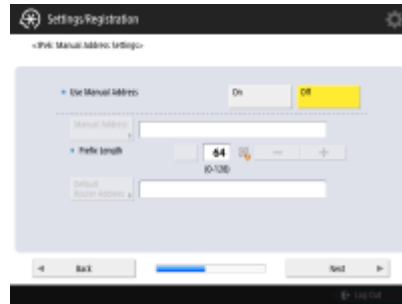 Settings/Registration
<IPv6: Manual Address Settings>
Use Manual Address
On
Off
Manual Address
Prefix Length
64
(0-128)
Default
Router Address
Back
Next
Log Out